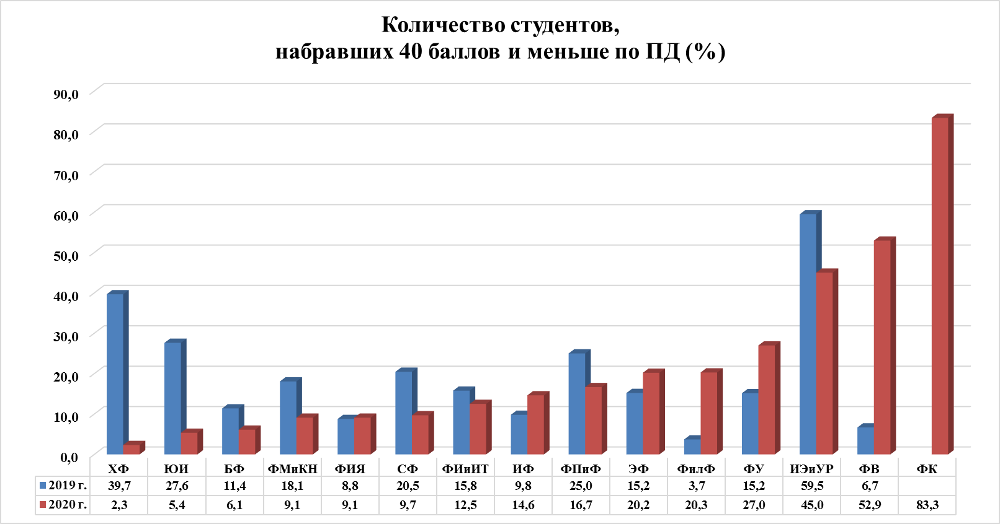 Количество студентов,
набравших 40 баллов и меньше по ПД (%)
90,0
80,0
70,0
60,0
50,0
40,0
30,0
20,0
10,0
0,0
ХФ ЮИ БФ ФМиКН ФИЯ СФ ФИиИТ ИФ ФПиФ ЭФ ФилФ ФУ ИЭиУР ФВ ФК
2019 г. 39,7 27,6 11,4 18,1 8,8 20,5 15,8 9,8 25,0 15,2 3,7 15,2 59,5 6,7
2020 г. 2,3 5,4 6,1 9,1 9,1 9,7 12,5 14,6 16,7 20,2 20,3 27,0 45,0 52,9 83,3